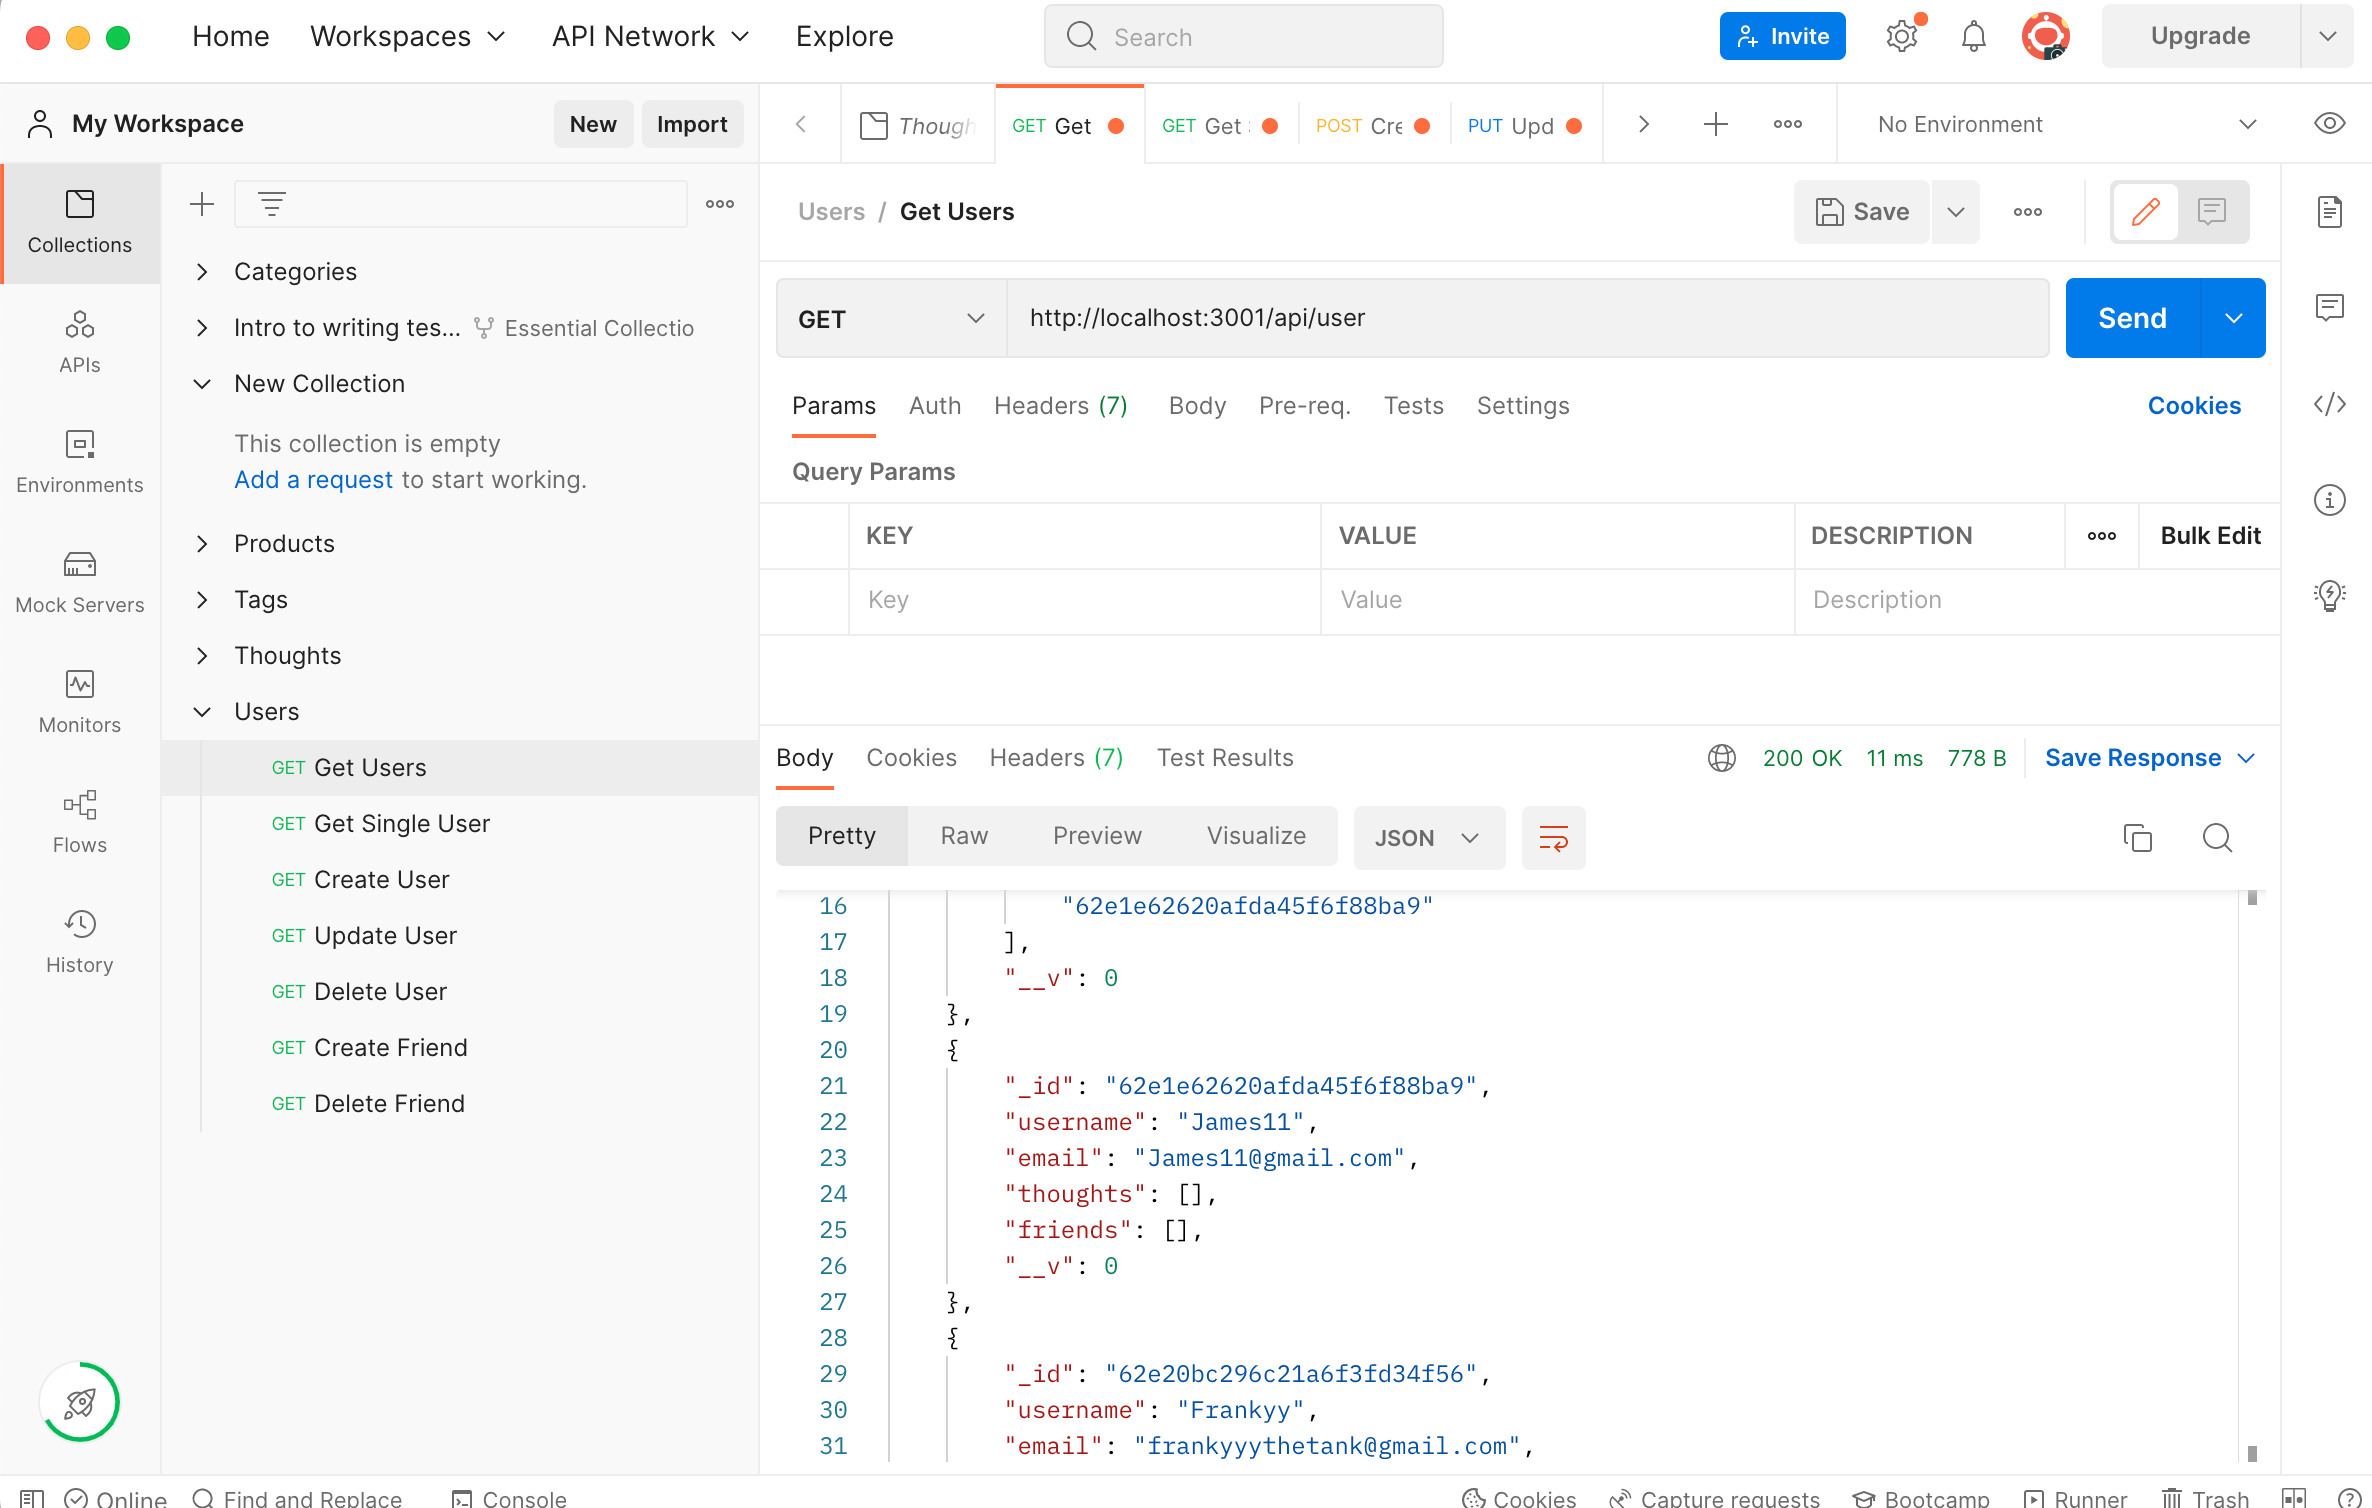 Home Workspaces API Network Explore Search Invite Upgrade
My Workspace New Import
Though GET Get GET Get POST Cre PUT Upd No Environment
Collections
APIs
Environments
Mock Servers
Monitors
Flows
History
Categories
Intro to writing tes... Essential Collectio
New Collection
This collection is empty
Add a request to start working.
Products
Tags
Thoughts
Users
GET Get Users
GET Get Single User
GET Create User
GET Update User
GET Delete User
GET Create Friend
GET Delete Friend
Users / Get Users Save
GET http://localhost:3001/api/user Send
Params Auth Headers (7) Body Pre-req. Tests Settings Cookies
Query Params
KEY VALUE DESCRIPTION ooo Bulk Edit
Key Value Description
Body Cookies Headers (7) Test Results 200 OK 11 ms 778 B Save Response
Pretty Raw Preview Visualize JSON
16 "62e1e62620afda45f6f88ba9"
17 ],
18 "__v": 0
19 },
20 {
21 "_id": "62e1e62620afda45f6f88ba9",
22 "username": "James11",
23 "email": "James11@gmail.com",
24 "thoughts": [],
25 "friends": [],
26 "__v": 0
27 },
28 {
29 "_id": "62e20bc296c21a6f3fd34f56",
30 "username": "Frankyy",
31 "email": "frankyyythetank@gmail.com",
Online Find and Replace Console Cookies Capture requests Bootcamp Runner Trash